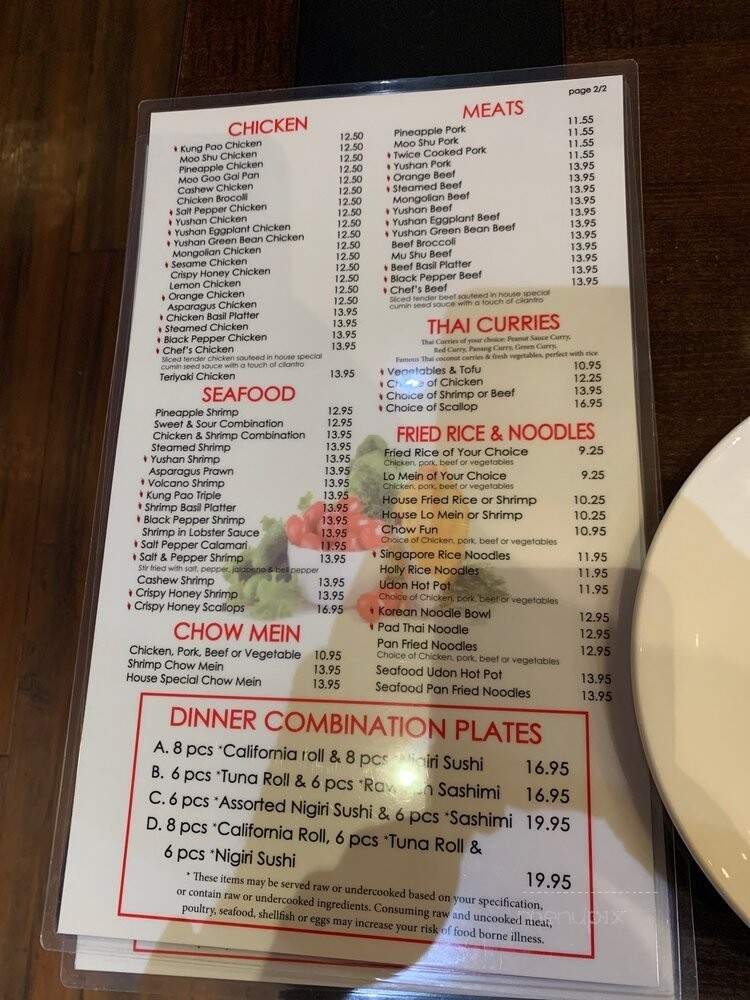 page 2/2
CHICKEN
Kung Pao Chicken 12.50
Moo Shu Chicken 12.50
Pineapple Chicken 12.50
Moo Goo Gai Pan 12.50
Cashew Chicken 12.50
Chicken Brocolli 12.50
Salt Pepper Chicken 12.50
Yushan Chicken 12.50
Yushan Eggplant Chicken 12.50
Yushan Green Bean Chicken 12.50
Mongolian Chicken 12.50
Sesame Chicken 12.50
Crispy Honey Chicken 12.50
Lemon Chicken 12.50
Orange Chicken 12.50
Asparagus Chicken 12.50
Chicken Basil Platter 13.95
Steamed Chicken 13.95
Black Pepper Chicken 13.95
Chef's Chicken 13.95
Sliced tender chicken sauteed in house special
cumin seed sauce with a touch of cilantro
Teriyaki Chicken 13.95
SEAFOOD
Pineapple Shrimp 12.95
Sweet & Sour Combination 12.95
Chicken & Shrimp Combination 13.95
Steamed Shrimp 13.95
Yushan Shrimp 13.95
Asparagus Prawn 13.95
Volcano Shrimp 13.95
Kung Pao Triple 13.95
Shrimp Basil Platter 13.95
Black Pepper Shrimp 13.95
Shrimp in Lobster Sauce 13.95
Salt Pepper Calamari 11.95
Salt & Pepper Shrimp 13.95
Stir fried with salt, pepper, jalapeno & bell pepper
Cashew Shrimp 13.95
Crispy Honey Shrimp 13.95
Crispy Honey Scallops 16.95
CHOW MEIN
Chicken, Pork, Beef or Vegetable 10.95
Shrimp Chow Mein 13.95
House Special Chow Mein 13.95
MEATS
Pineapple Pork 11.55
Moo Shu Pork 11.55
Twice Cooked Pork 11.55
Yushan Pork 11.55
Orange Beef 13.95
Steamed Beef 13.95
Mongolian Beef 13.95
Yushan Beef 13.95
Yushan Eggplant Beef 13.95
Yushan Green Bean Beef 13.95
Beef Broccoli 13.95
Mu Shu Beef 13.95
Beef Basil Platter 13.95
Black Pepper Beef 13.95
Chef's Beef 13.95
Sliced tender beef sauteed in house special
cumin seed sauce with a touch of cilantro
THAI CURRIES
Thai Curries of your choice: Peanut Sauce Curry,
Red Curry, Panang Curry, Green Curry.
Famous Thai coconut curries & fresh vegetables, perfect with rice
Vegetables & Tofu 10.95
Choice of Chicken 12.25
Choice of Shrimp or Beef 13.95
Choice of Scallop 16.95
FRIED RICE & NOODLES
Fried Rice of Your Choice 9.25
Chicken, pork, beef or vegetables
Lo Mein of Your Choice 9.25
Chicken, pork, beef or vegetables
House Fried Rice or Shrimp 10.25
House Lo Mein or Shrimp 10.25
Chow Fun 10.95
Choice of Chicken, pork, beef or vegetables
Singapore Rice Noodles 11.95
Holly Rice Noodles 11.95
Udon Hot Pot 11.95
Choice of Chicken, pork, beef or vegetables
Korean Noodle Bowl 12.95
Pad Thai Noodle 12.95
Pan Fried Noodles 12.95
Choice of Chicken, pork, beef or vegetables
Seafood Udon Hot Pot 13.95
Seafood Pan Fried Noodles 13.95
DINNER COMBINATION PLATES
A. 8 pcs *California roll & 8 pcs *Nigiri Sushi 16.95
B. 6 pcs *Tuna Roll & 6 pcs *Raw Fish Sashimi 16.95
C. 6 pcs *Assorted Nigiri Sushi & 6 pcs *Sashimi 19.95
D. 8 pcs *California Roll, 6 pcs *Tuna Roll &
6 pcs *Nigiri Sushi 19.95
* These items may be served raw or undercooked based on your specification,
or contain raw or undercooked ingredients. Consuming raw and uncooked meat,
poultry, seafood, shellfish or eggs may increase your risk of food borne illness.